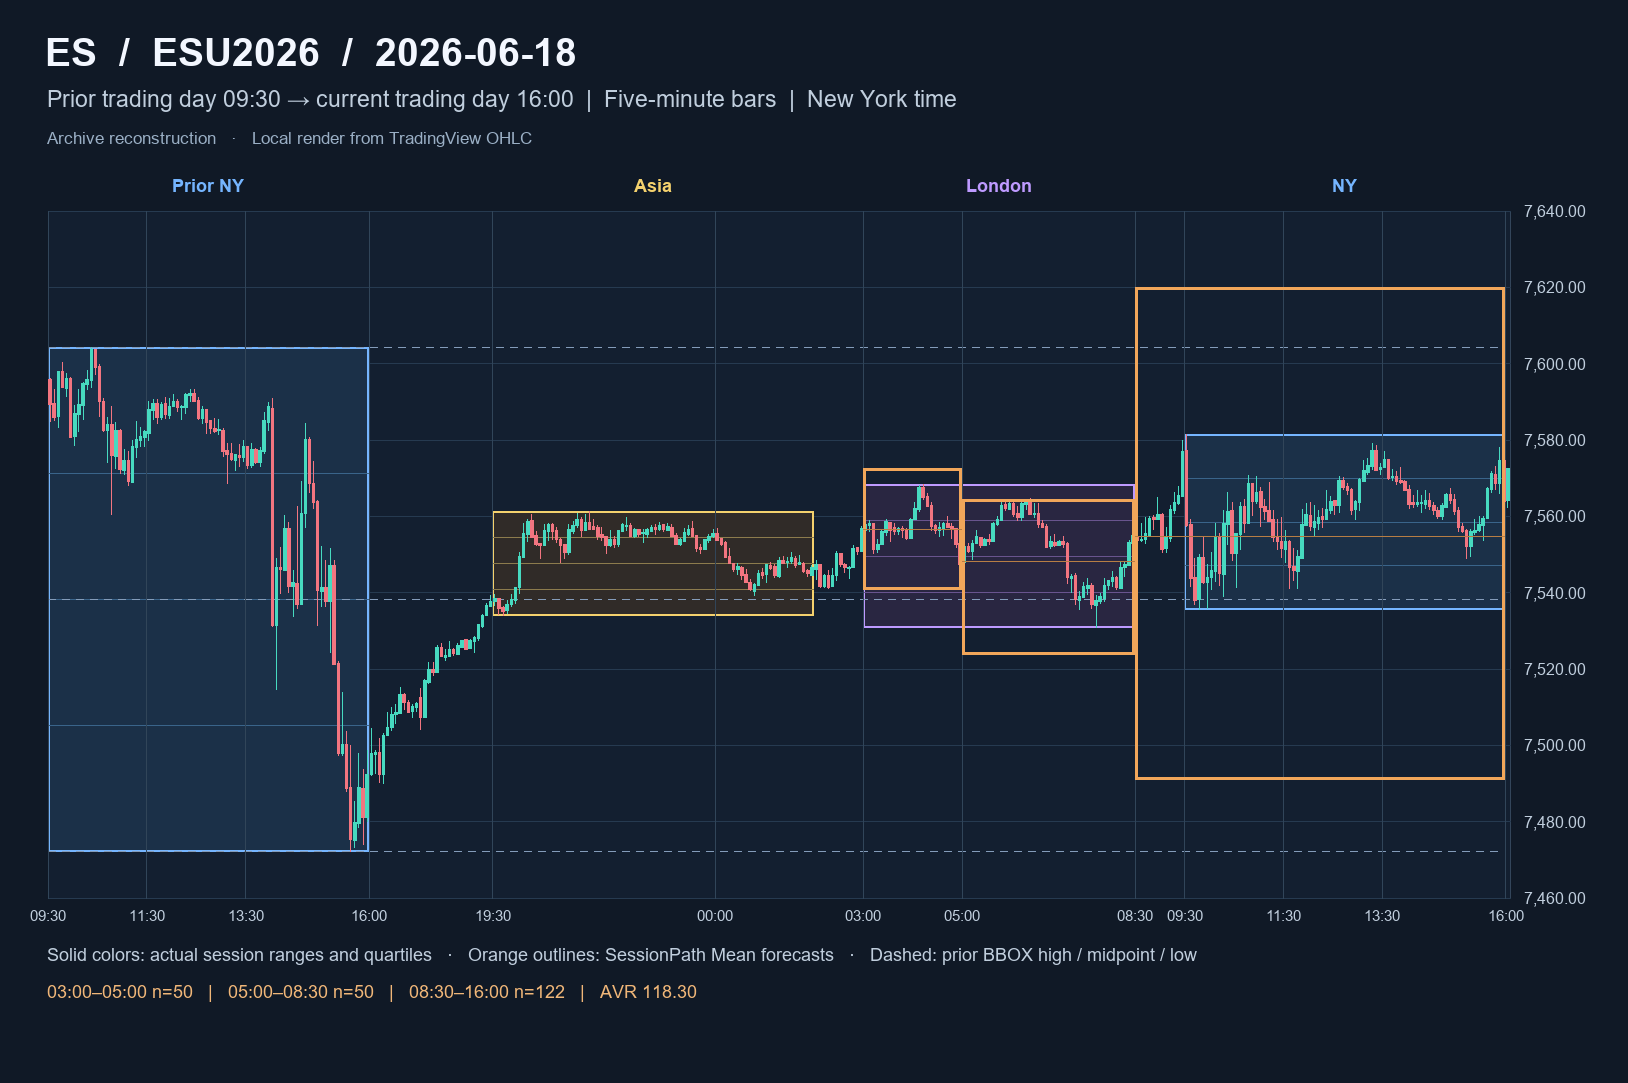 ES / ESU2026 / 2026-06-18
Prior trading day 09:30 → current trading day 16:00 | Five-minute bars | New York time
Archive reconstruction · Local render from TradingView OHLC
Prior NY Asia London NY
7,640.00
7,620.00
7,600.00
7,580.00
7,560.00
7,540.00
7,520.00
7,500.00
7,480.00
7,460.00
09:30 11:30 13:30 16:00 19:30 00:00 03:00 05:00 08:30 09:30 11:30 13:30 16:00
Solid colors: actual session ranges and quartiles · Orange outlines: SessionPath Mean forecasts · Dashed: prior BBOX high / midpoint / low
03:00–05:00 n=50 | 05:00–08:30 n=50 | 08:30–16:00 n=122 | AVR 118.30